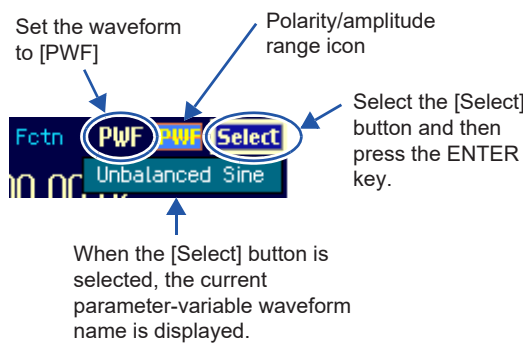 Set the waveform
to [PWF]
Polarity/amplitude
range icon
Select the [Select]
button and then
press the ENTER
key.
Fctn PWF PWF Select
Unbalanced Sine
When the [Select] button is
selected, the current
parameter-variable waveform
name is displayed.